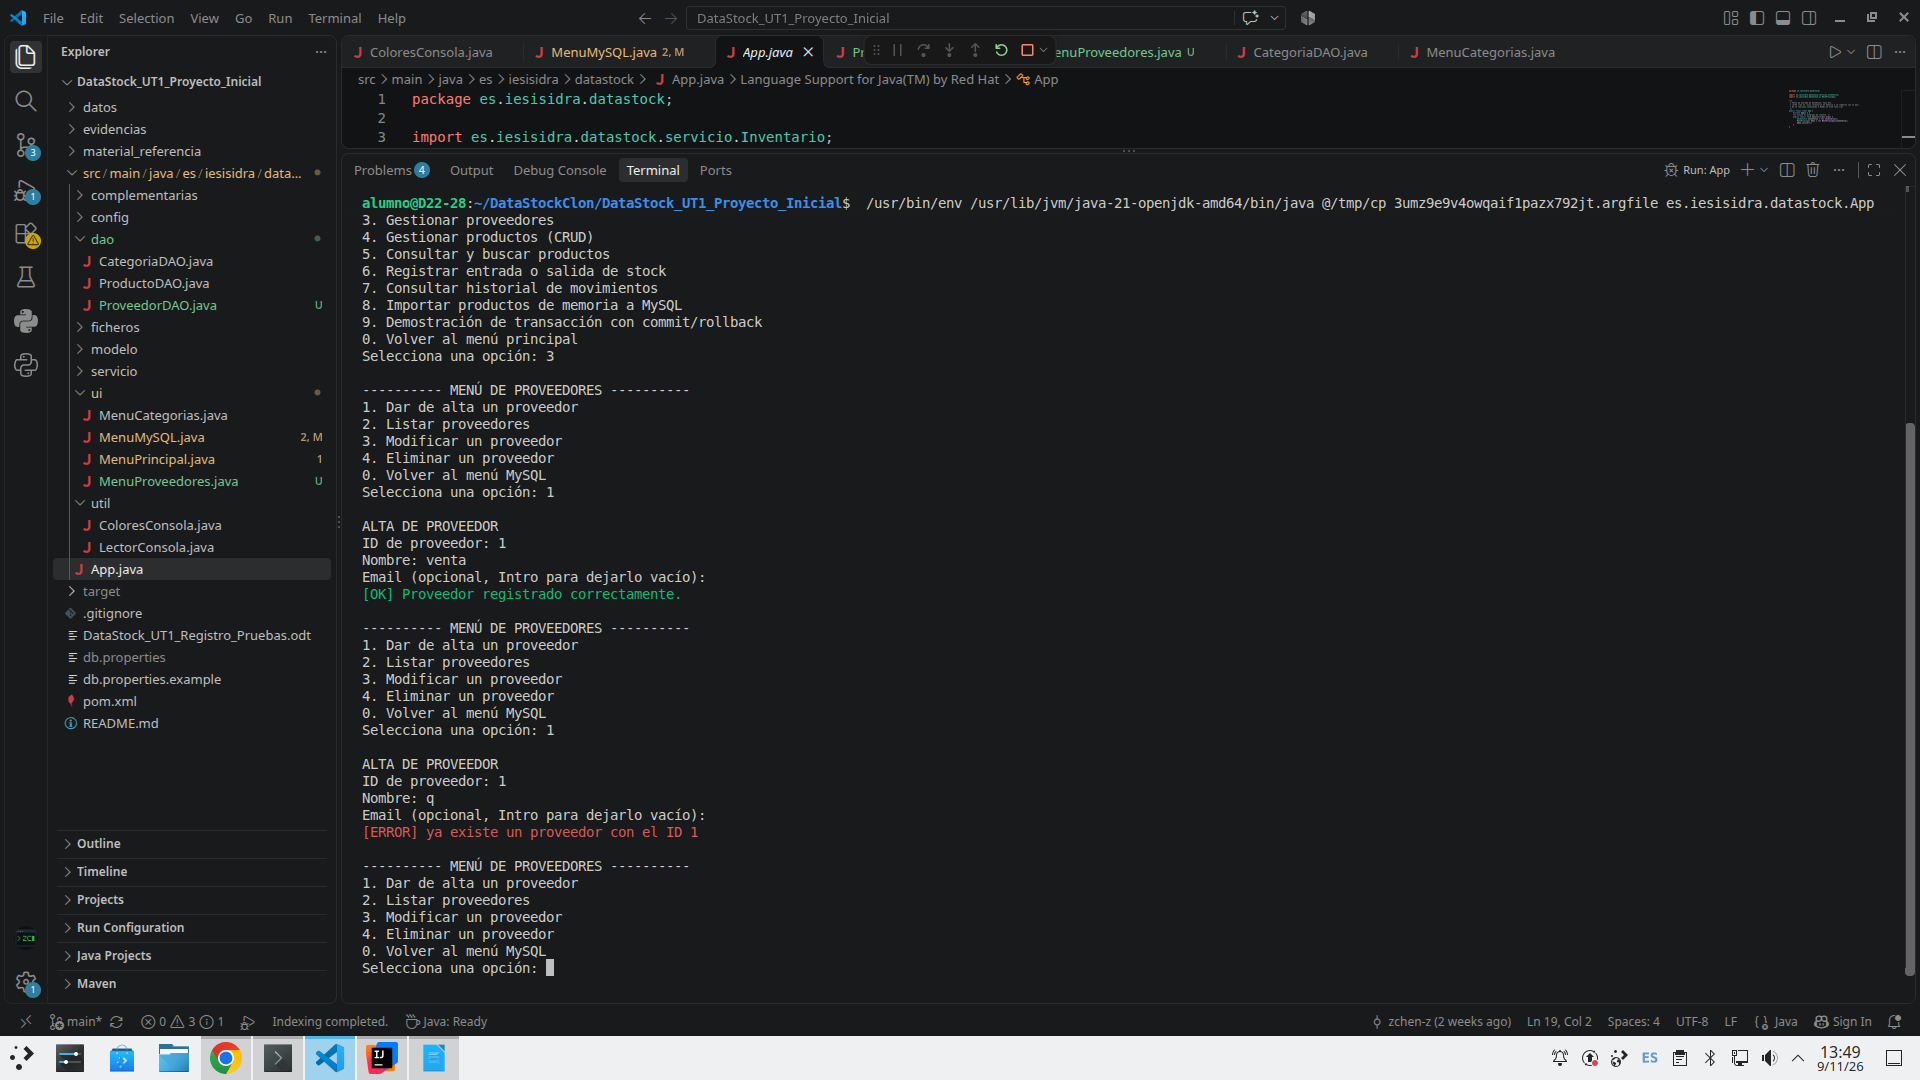 File Edit Selection View Go Run Terminal Help
DataStock_UT1_Proyecto_Inicial
Explorer
DataStock_UT1_Proyecto_Inicial
datos
evidencias
material_referencia
src / main / java / es / iesisidra / data...
complementarias
config
dao
CategoriaDAO.java
ProductoDAO.java
ProveedorDAO.java U
ficheros
modelo
servicio
ui
MenuCategorias.java
MenuMySQL.java 2, M
MenuPrincipal.java 1
MenuProveedores.java U
util
ColoresConsola.java
LectorConsola.java
App.java
target
.gitignore
DataStock_UT1_Registro_Pruebas.odt
db.properties
db.properties.example
pom.xml
README.md
Outline
Timeline
Projects
Run Configuration
Java Projects
Maven
3
1
1
ColoresConsola.java MenuMySQL.java 2, M App.java Pr enuProveedores.java U CategoriaDAO.java MenuCategorias.java
src > main > java > es > iesisidra > datastock > App.java > Language Support for Java(TM) by Red Hat > App
1 package es.iesisidra.datastock;
2
3 import es.iesisidra.datastock.servicio.Inventario;
Problems 4 Output Debug Console Terminal Ports
Run: App
alumno@D22-28:~/DataStockClon/DataStock_UT1_Proyecto_Inicial$ /usr/bin/env /usr/lib/jvm/java-21-openjdk-amd64/bin/java @/tmp/cp_3umz9e9v4owqaif1pazx792jt.argfile es.iesisidra.datastock.App
3. Gestionar proveedores
4. Gestionar productos (CRUD)
5. Consultar y buscar productos
6. Registrar entrada o salida de stock
7. Consultar historial de movimientos
8. Importar productos de memoria a MySQL
9. Demostración de transacción con commit/rollback
0. Volver al menú principal
Selecciona una opción: 3
---------- MENÚ DE PROVEEDORES ----------
1. Dar de alta un proveedor
2. Listar proveedores
3. Modificar un proveedor
4. Eliminar un proveedor
0. Volver al menú MySQL
Selecciona una opción: 1
ALTA DE PROVEEDOR
ID de proveedor: 1
Nombre: venta
Email (opcional, Intro para dejarlo vacío):
[OK] Proveedor registrado correctamente.
---------- MENÚ DE PROVEEDORES ----------
1. Dar de alta un proveedor
2. Listar proveedores
3. Modificar un proveedor
4. Eliminar un proveedor
0. Volver al menú MySQL
Selecciona una opción: 1
ALTA DE PROVEEDOR
ID de proveedor: 1
Nombre: q
Email (opcional, Intro para dejarlo vacío):
[ERROR] ya existe un proveedor con el ID 1
---------- MENÚ DE PROVEEDORES ----------
1. Dar de alta un proveedor
2. Listar proveedores
3. Modificar un proveedor
4. Eliminar un proveedor
0. Volver al menú MySQL
Selecciona una opción:
main* 0 3 1 Indexing completed. Java: Ready
zchen-z (2 weeks ago) Ln 19, Col 2 Spaces: 4 UTF-8 LF Java Sign In
ES
13:49
9/11/26